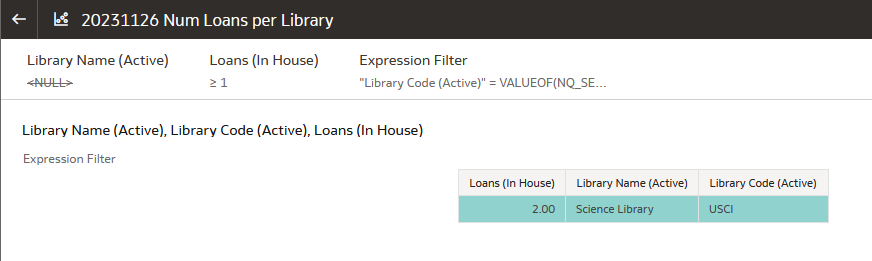 20231126 Num Loans per Library
Library Name (Active) Loans (In House) Expression Filter
<NULL> ≥ 1 "Library Code (Active)" = VALUEOF(NQ_SE...
Library Name (Active), Library Code (Active), Loans (In House)
Expression Filter
Loans (In House) Library Name (Active) Library Code (Active)
2.00 Science Library USCI